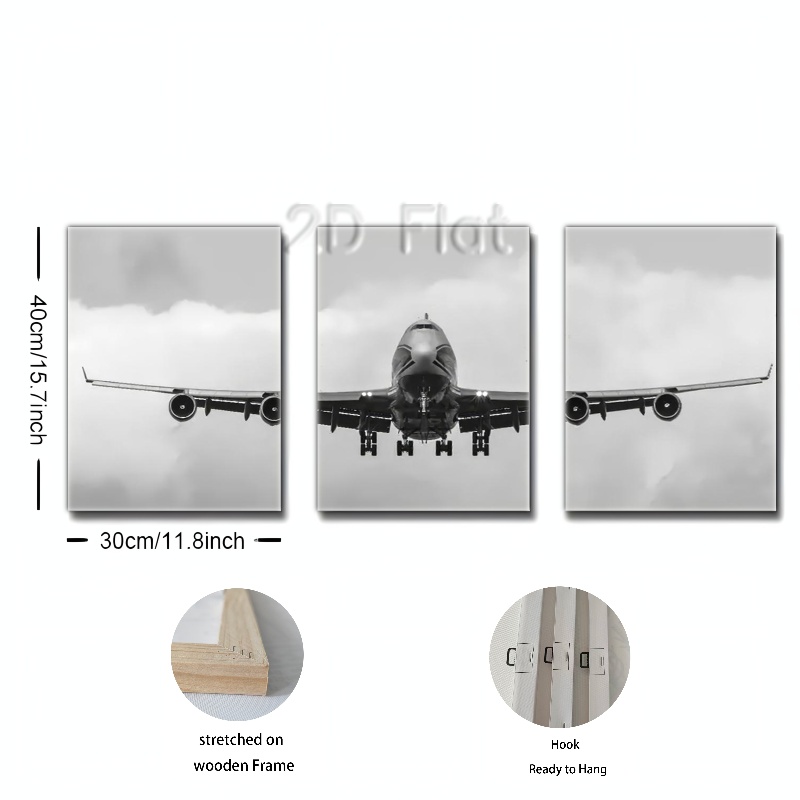 2D Flat
40cm/15.7inch
30cm/11.8inch
stretched on
wooden Frame
Hook
Ready to Hang